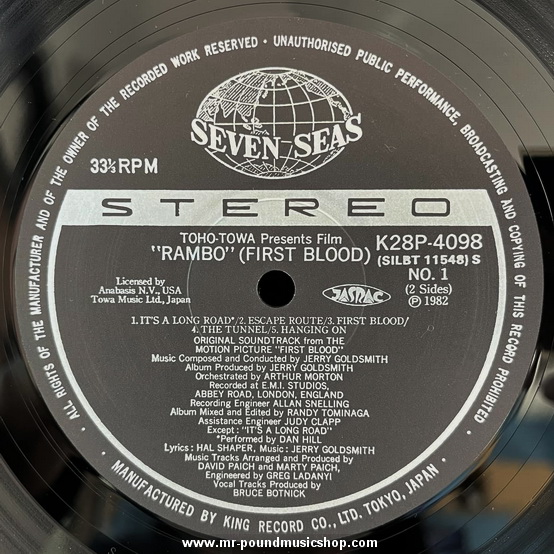 ALL RIGHTS OF THE MANUFACTURER AND OF THE OWNER OF THE RECORDED WORK RESERVED · UNAUTHORISED PUBLIC PERFORMANCE, BROADCASTING AND COPYING OF THIS RECORD PROHIBITED
SEVEN SEAS
33⅓RPM
STEREO
TOHO-TOWA Presents Film
"RAMBO" (FIRST BLOOD)
K28P-4098
(SILBT 11548) S
NO. 1
(2 Sides)
Ⓟ 1982
Licensed by
Anabasis N.V., USA
Towa Music Ltd., Japan
JASRAC
1. IT'S A LONG ROAD*/2. ESCAPE ROUTE/3. FIRST BLOOD/
4. THE TUNNEL/5. HANGING ON
ORIGINAL SOUNDTRACK from THE
MOTION PICTURE "FIRST BLOOD"
Music Composed and Conducted by JERRY GOLDSMITH
Album Produced by JERRY GOLDSMITH
Orchestrated by ARTHUR MORTON
Recorded at E.M.I. STUDIOS,
ABBEY ROAD, LONDON, ENGLAND
Recording Engineer ALLAN SNELLING
Album Mixed and Edited by RANDY TOMINAGA
Assistance Engineer JUDY CLAPP
Except : "IT'S A LONG ROAD"
*Performed by DAN HILL
Lyrics : HAL SHAPER, Music : JERRY GOLDSMITH
Music Tracks Arranged and Produced by
DAVID PAICH and MARTY PAICH,
Engineered by GREG LADANYI
Vocal Tracks Produced by
BRUCE BOTNICK
· MANUFACTURED BY KING RECORD CO., LTD. TOKYO, JAPAN ·
www.mr-poundmusicshop.com